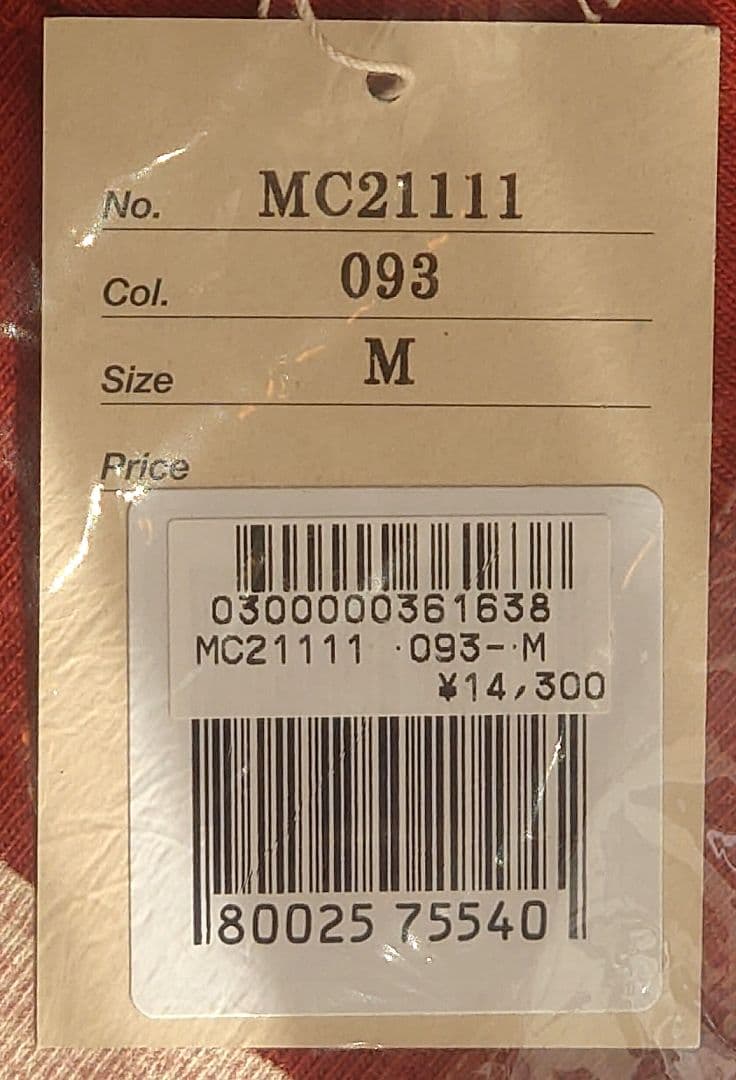 No. MC21111
Col. 093
Size M
Price
0300000361638
MC21111 ·093-·M
¥14,300
80025 75540